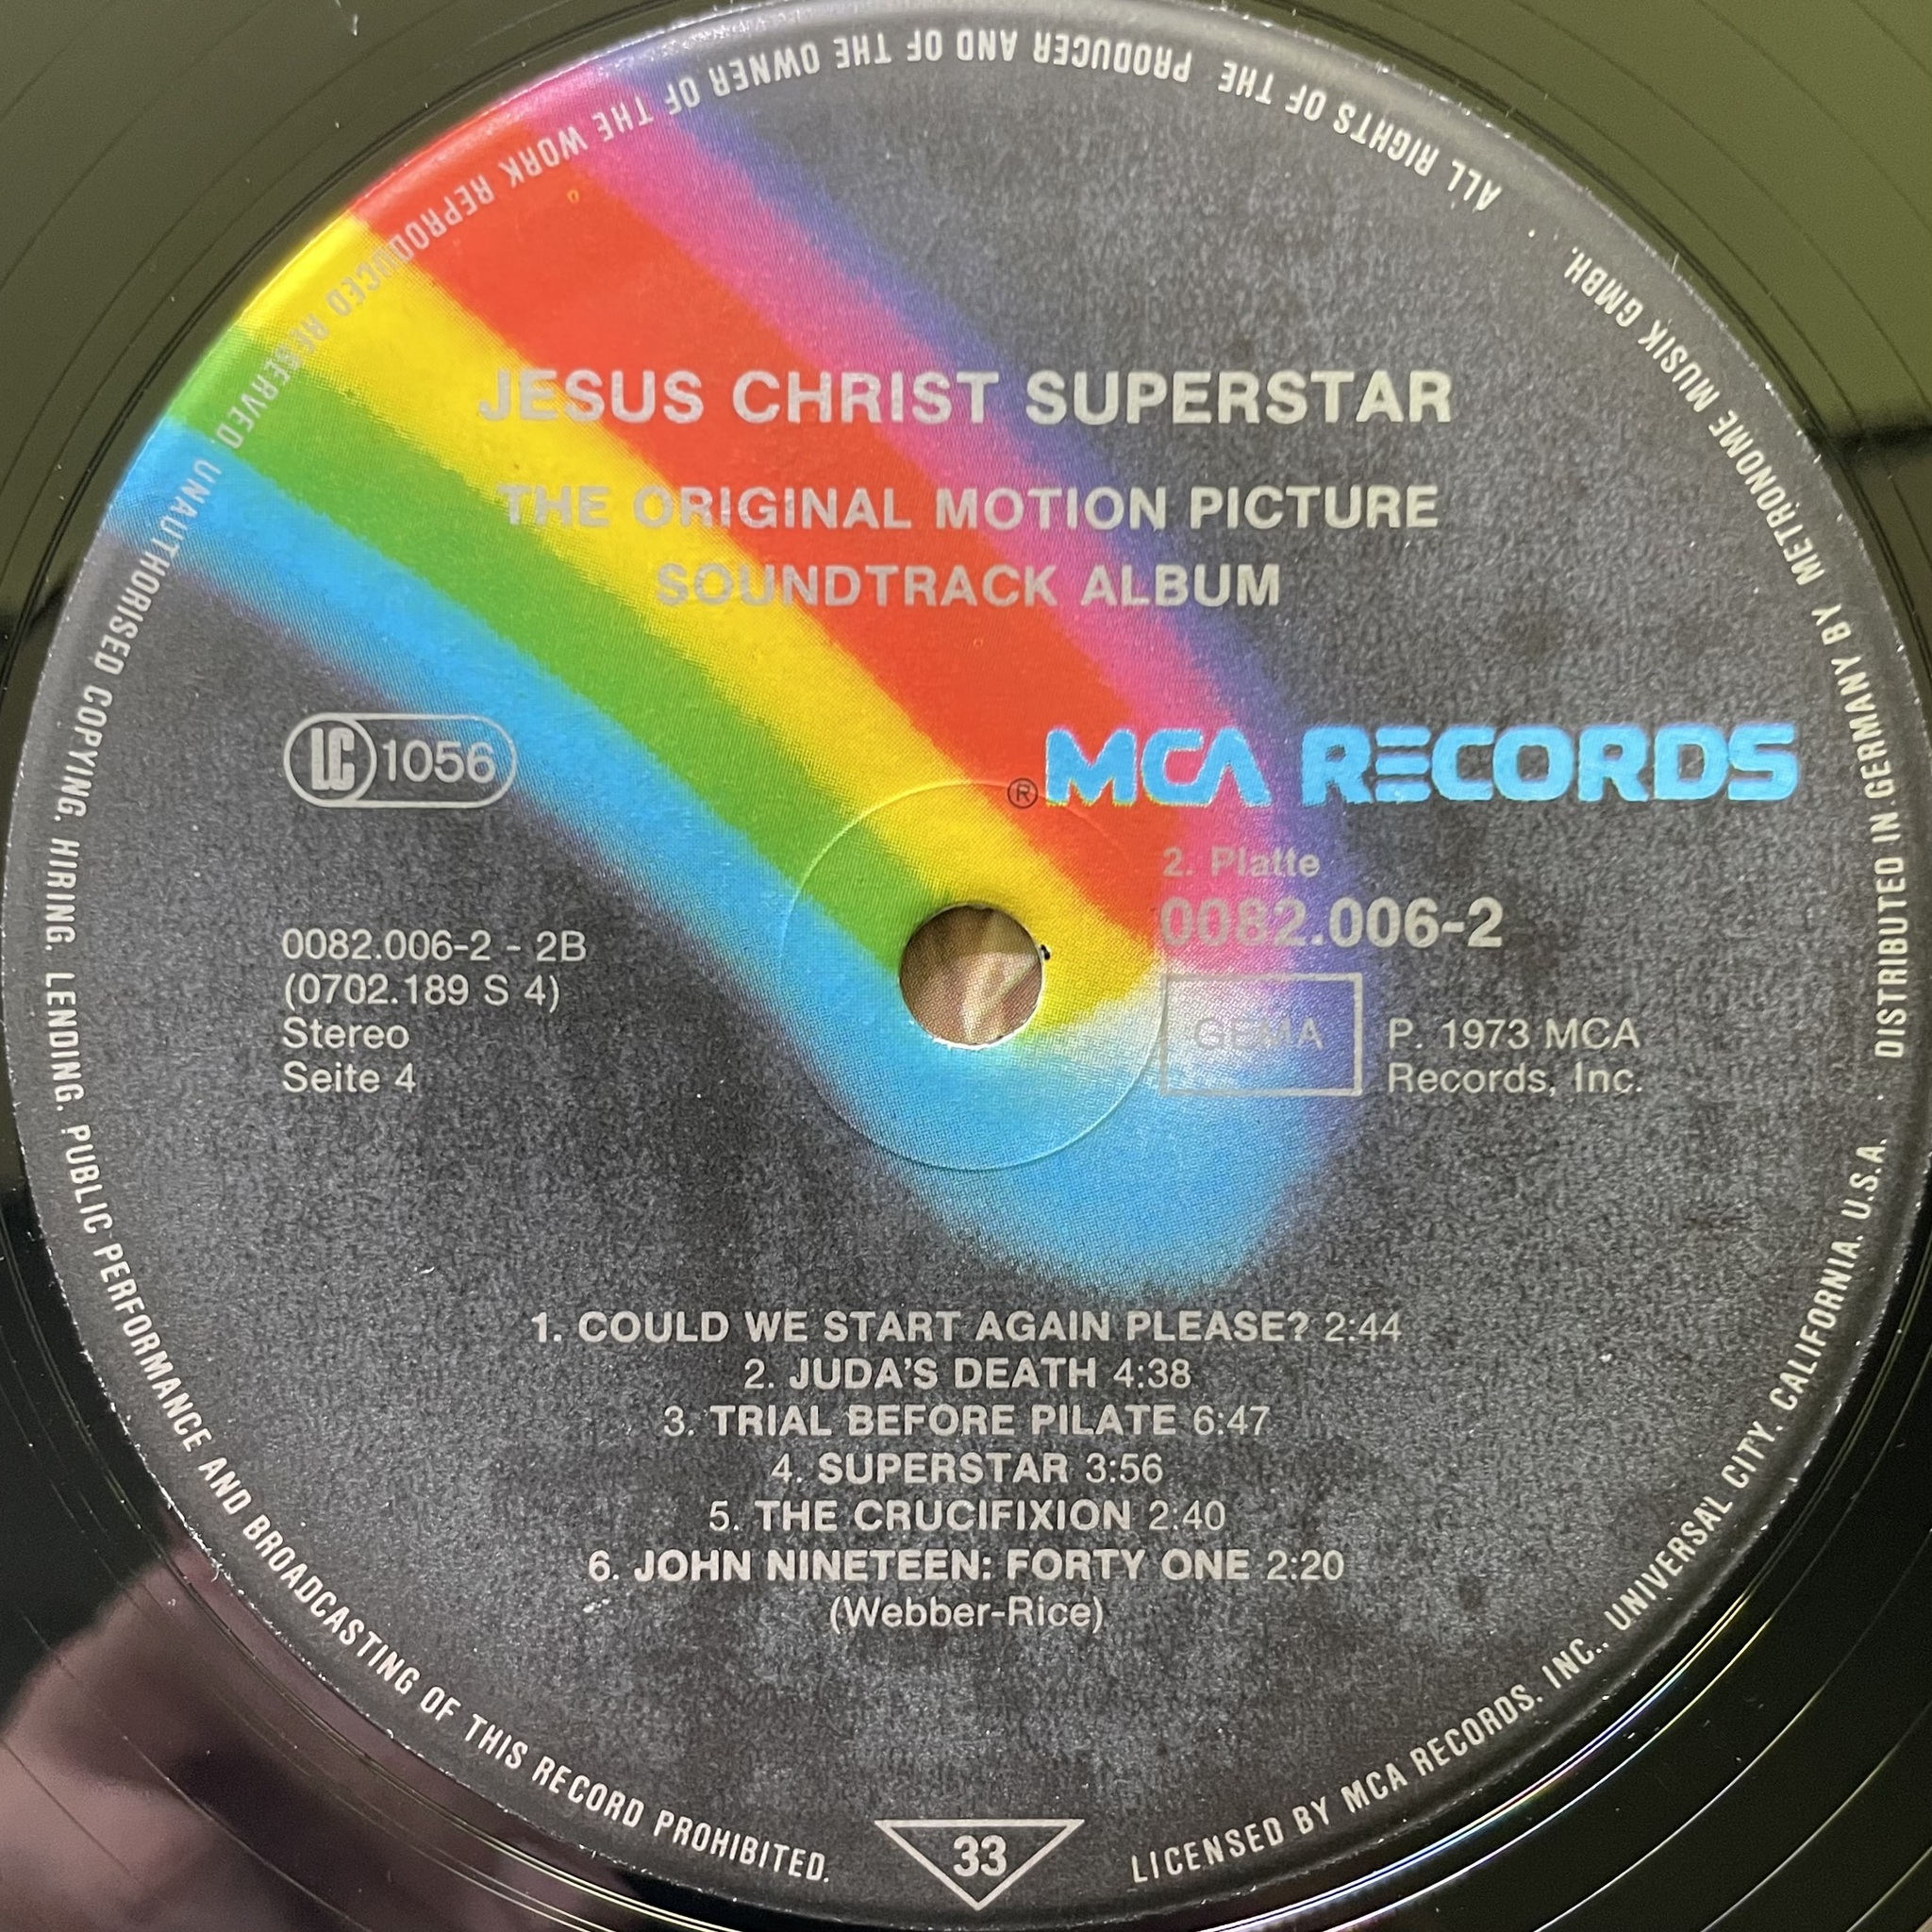 JESUS CHRIST SUPERSTAR
THE ORIGINAL MOTION PICTURE
SOUNDTRACK ALBUM
LC 1056
® MCA RECORDS
2. Platte
0082.006-2
GEMA
P. 1973 MCA
Records, Inc.
0082.006-2 - 2B
(0702.189 S 4)
Stereo
Seite 4
1. COULD WE START AGAIN PLEASE? 2:44
2. JUDA'S DEATH 4:38
3. TRIAL BEFORE PILATE 6:47
4. SUPERSTAR 3:56
5. THE CRUCIFIXION 2:40
6. JOHN NINETEEN: FORTY ONE 2:20
(Webber-Rice)
33
ALL RIGHTS OF THE PRODUCER AND OF THE OWNER OF THE WORK REPRODUCED RESERVED. UNAUTHORISED COPYING. HIRING. LENDING. PUBLIC PERFORMANCE AND BROADCASTING OF THIS RECORD PROHIBITED.
LICENSED BY MCA RECORDS. INC.. UNIVERSAL CITY. CALIFORNIA. U.S.A. DISTRIBUTED IN GERMANY BY METRONOME MUSIK GMBH.